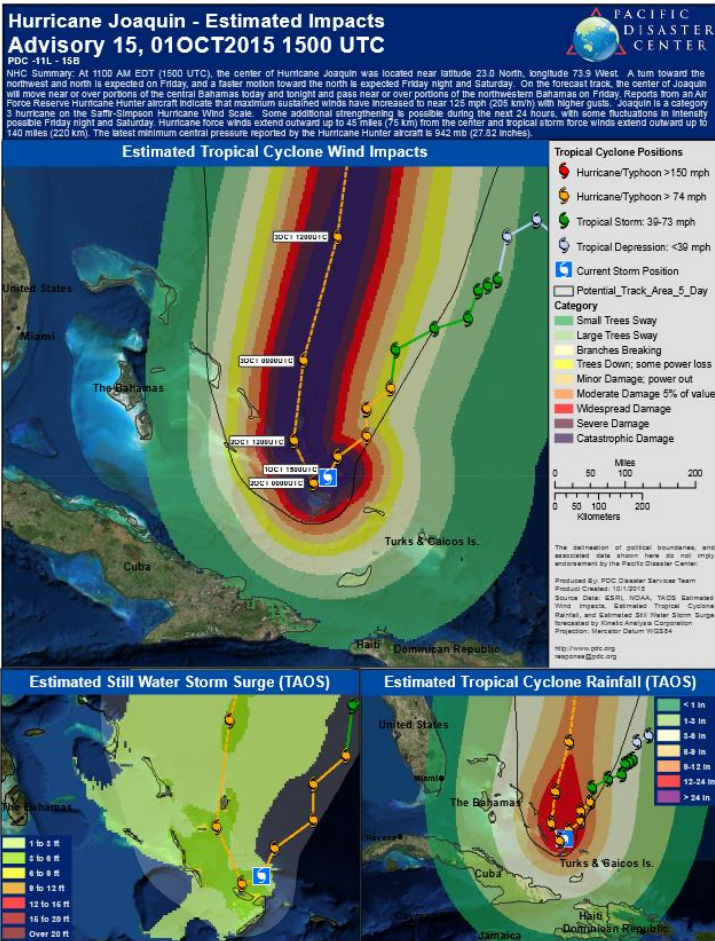 Hurricane Joaquin - Estimated Impacts
Advisory 15, 01OCT2015 1500 UTC
PDC -11L - 15B
PACIFIC
DISASTER
CENTER
NHC Summary: At 1100 AM EDT (1500 UTC), the center of Hurricane Joaquin was located near latitude 23.0 North, longitude 73.9 West. A turn toward the
northwest and north is expected on Friday, and a faster motion toward the north is expected Friday night and Saturday. On the forecast track, the center of Joaquin
will move near or over portions of the central Bahamas today and tonight and pass near or over portions of the northwestern Bahamas on Friday. Reports from an Air
Force Reserve Hurricane Hunter aircraft indicate that maximum sustained winds have increased to near 125 mph (205 km/h) with higher gusts. Joaquin is a category
3 hurricane on the Saffir-Simpson Hurricane Wind Scale. Some additional strengthening is possible during the next 24 hours, with some fluctuations in intensity
possible Friday night and Saturday. Hurricane force winds extend outward up to 45 miles (75 km) from the center and tropical storm force winds extend outward up to
140 miles (220 km). The latest minimum central pressure reported by the Hurricane Hunter aircraft is 942 mb (27.82 inches).
Estimated Tropical Cyclone Wind Impacts
3OCT 1200UTC
United States
Miami
3OCT 0000UTC
The Bahamas
2OCT 1200UTC
1OCT 1500UTC
2OCT 0000UTC
Turks & Caicos Is.
Cuba
Haiti
Dominican Republic
Tropical Cyclone Positions
Hurricane/Typhoon >150 mph
Hurricane/Typhoon > 74 mph
Tropical Storm: 39-73 mph
Tropical Depression: <39 mph
Current Storm Position
Potential_Track_Area_5_Day
Category
Small Trees Sway
Large Trees Sway
Branches Breaking
Trees Down; some power loss
Minor Damage; power out
Moderate Damage 5% of value
Widespread Damage
Severe Damage
Catastrophic Damage
Miles
0 50 100 200
0 50 100 200
Kilometers
The delineation of political boundaries, and
associated data shown here do not imply
endorsement by the Pacific Disaster Center.
Produced By: PDC Disaster Services Team
Product Created: 10/1/2015
Source Data: ESRI, NOAA, TAOS Estimated
Wind Impacts, Estimated Tropical Cyclone
Rainfall, and Estimated Still Water Storm Surge
forecasted by Kinetic Analysis Corporation
Projection: Mercator Datum WGS84
http://www.pdc.org
response@pdc.org
Estimated Still Water Storm Surge (TAOS)
The Bahamas
1 to 3 ft
3 to 6 ft
6 to 9 ft
9 to 12 ft
12 to 15 ft
15 to 20 ft
Over 20 ft
Estimated Tropical Cyclone Rainfall (TAOS)
< 1 in
1-3 in
3-6 in
6-9 in
9-12 in
12-24 in
> 24 in
United States
Miami
The Bahamas
Havana
Turks & Caicos Is.
Cuba
Haiti
Dominican Republic
Jamaica